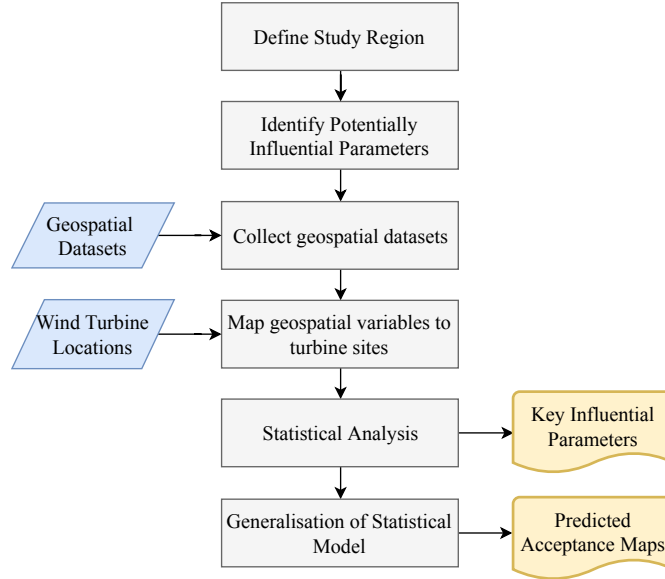 Define Study Region
Identify Potentially
Influential Parameters
Geospatial
Datasets
Collect geospatial datasets
Wind Turbine
Locations
Map geospatial variables to
turbine sites
Statistical Analysis
Key Influential
Parameters
Generalisation of Statistical
Model
Predicted
Acceptance Maps